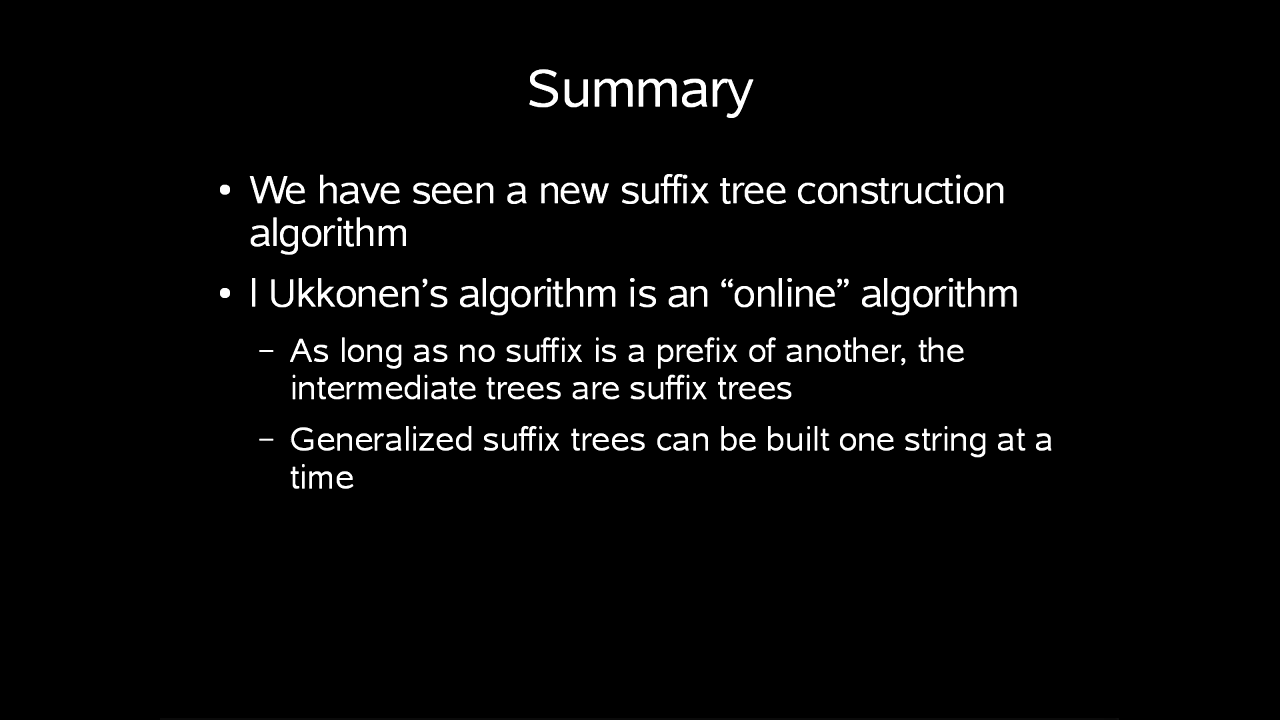 Summary
• We have seen a new suffix tree construction
algorithm
• l Ukkonen’s algorithm is an “online” algorithm
– As long as no suffix is a prefix of another, the
intermediate trees are suffix trees
– Generalized suffix trees can be built one string at a
time